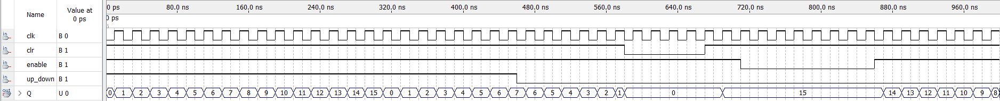 Name Value at 0 ps
0 ps 80.0 ns 160.0 ns 240.0 ns 320.0 ns 400.0 ns 480.0 ns 560.0 ns 640.0 ns 720.0 ns 800.0 ns 880.0 ns 960.0 ns
0 ps
in clk B 0
in clr B 1
in enable B 1
in up_down B 1
out > Q U 0 0 1 2 3 4 5 6 7 8 9 10 11 12 13 14 15 0 1 2 3 4 5 6 7 6 5 4 3 2 1 0 15 14 13 12 11 10 9 8